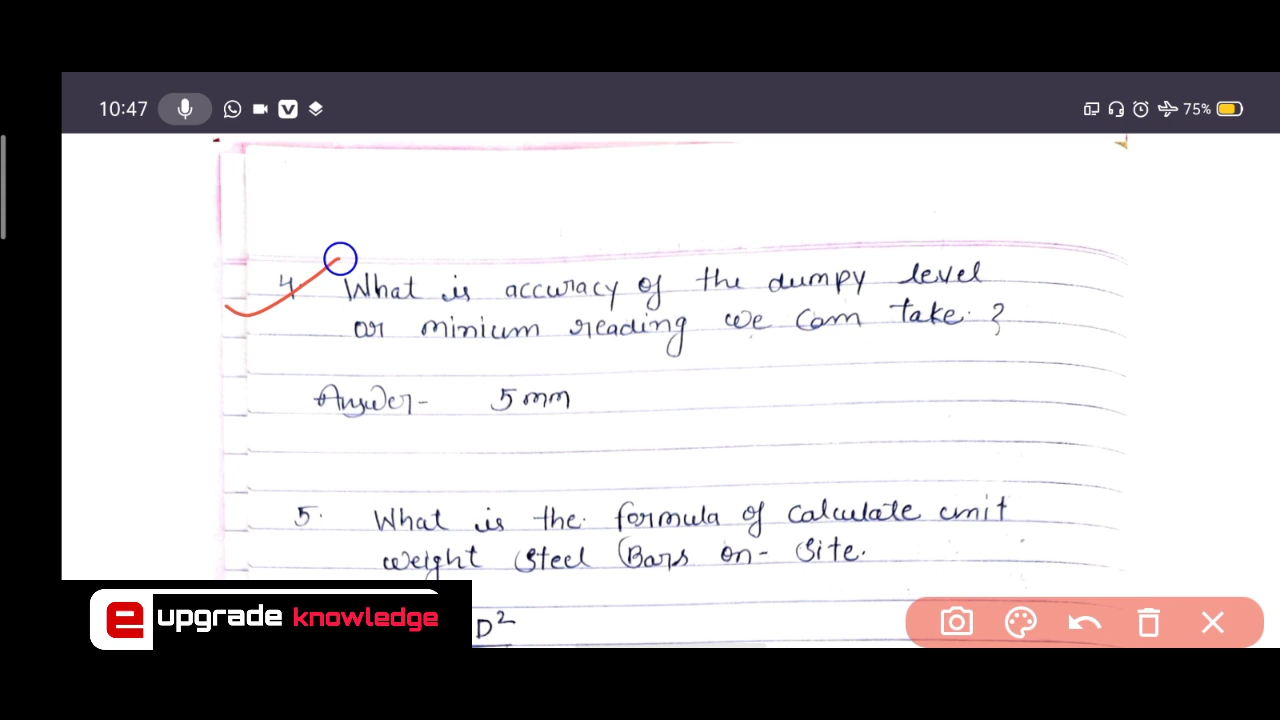 10:47
75%
4. What is accuracy of the dumpy level
or minium reading we can take. ?
Answer- 5 mm
5. What is the formula of calculate unit
weight steel Bars on- site.
D²
e upgrade knowledge